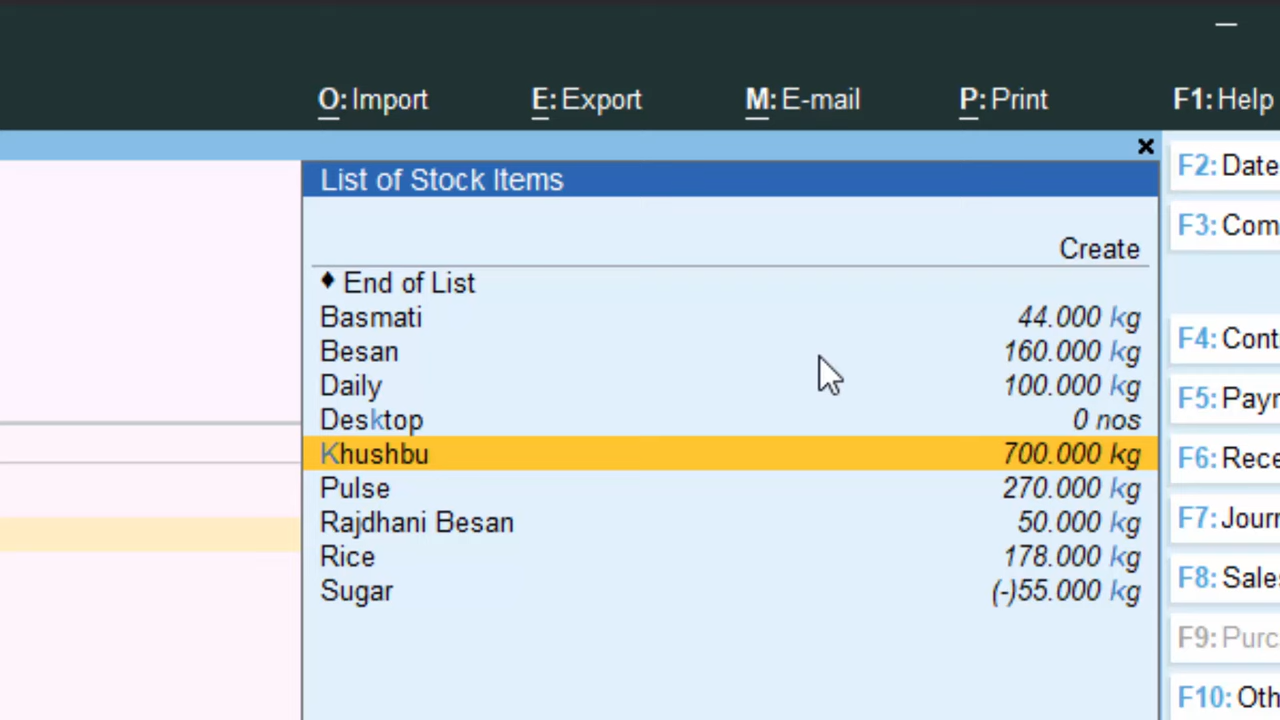 O: Import E: Export M: E-mail P: Print F1: Help
List of Stock Items
Create
♦ End of List
Basmati 44.000 kg
Besan 160.000 kg
Daily 100.000 kg
Desktop 0 nos
Khushbu 700.000 kg
Pulse 270.000 kg
Rajdhani Besan 50.000 kg
Rice 178.000 kg
Sugar (-)55.000 kg
F2: Date
F3: Com
F4: Cont
F5: Payr
F6: Rece
F7: Jour
F8: Sales
F9: Purc
F10: Oth